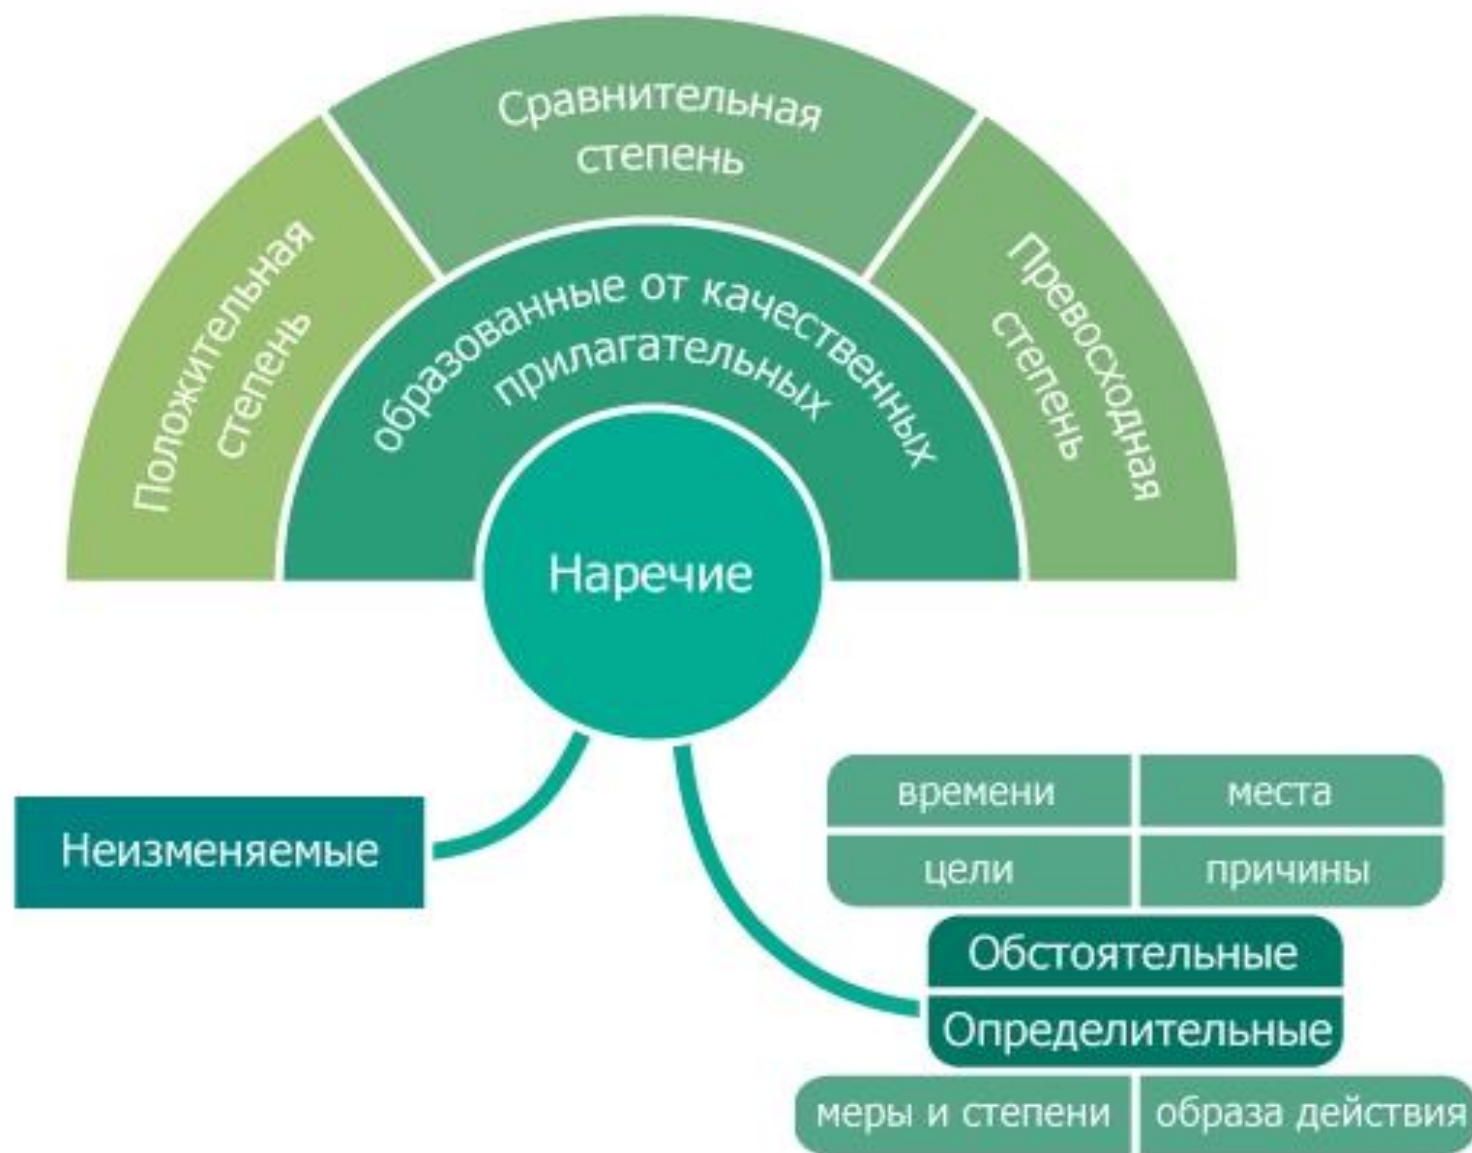 Сравнительная
степень
Положительная
степень
Превосходная
степень
образованные от качественных
прилагательных
Наречие
Неизменяемые
времени
места
цели
причины
Обстоятельные
Определительные
меры и степени
образа действия